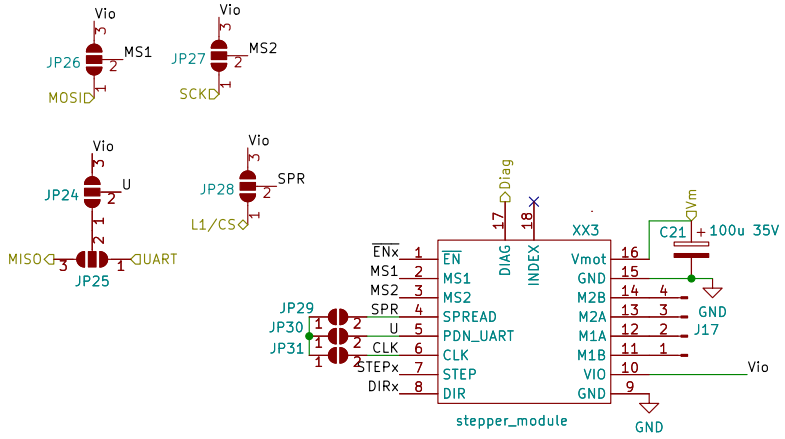 Vio
3
JP26
2
MS1
1
MOSI
Vio
3
JP27
2
MS2
1
SCK
Vio
3
JP24
2
U
1
2
MISO
3
1
UART
JP25
Vio
3
JP28
2
SPR
1
L1/CS
Diag
17
18
DIAG
INDEX
XX3
Vm
C21
+
100u 35V
ENx
1
EN
MS1
2
MS1
MS2
3
MS2
JP29
1
2
SPR
4
SPREAD
JP30
1
2
U
5
PDN_UART
JP31
1
2
CLK
6
CLK
STEPx
7
STEP
DIRx
8
DIR
Vmot
16
GND
15
GND
M2B
14
4
M2A
13
3
J17
M1A
12
2
M1B
11
1
VIO
10
Vio
GND
9
GND
stepper_module